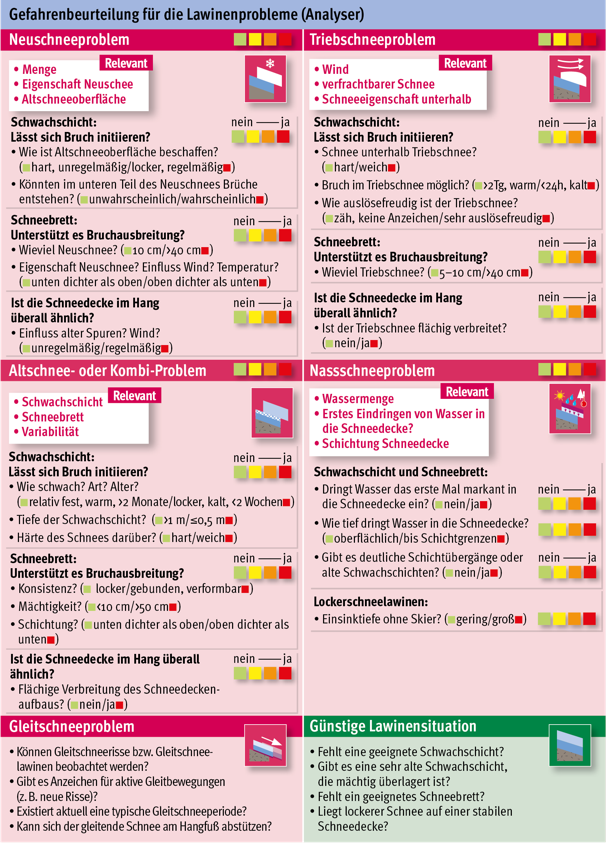 Gefahrenbeurteilung für die Lawinenprobleme (Analyser)
Neuschneeproblem
Relevant
• Menge
• Eigenschaft Neuschee
• Altschneeoberfläche
Schwachschicht:
nein — ja
Lässt sich Bruch initiieren?
• Wie ist Altschneeoberfläche beschaffen?
(hart, unregelmäßig/locker, regelmäßig)
• Könnten im unteren Teil des Neuschnees Brüche
entstehen? (unwahrscheinlich/wahrscheinlich)
Schneebrett:
nein — ja
Unterstützt es Bruchausbreitung?
• Wieviel Neuschnee? (10 cm/>40 cm)
• Eigenschaft Neuschnee? Einfluss Wind? Temperatur?
(unten dichter als oben/oben dichter als unten)
Ist die Schneedecke im Hang
nein — ja
überall ähnlich?
• Einfluss alter Spuren? Wind?
(unregelmäßig/regelmäßig)
Triebschneeproblem
Relevant
• Wind
• verfrachtbarer Schnee
• Schneeeigenschaft unterhalb
Schwachschicht:
nein — ja
Lässt sich Bruch initiieren?
• Schnee unterhalb Triebschnee?
(hart/weich)
• Bruch im Triebschnee möglich? (>2Tg, warm/<24h, kalt)
• Wie auslösefreudig ist der Triebschnee?
(zäh, keine Anzeichen/sehr auslösefreudig)
Schneebrett:
nein — ja
Unterstützt es Bruchausbreitung?
• Wieviel Triebschnee? (5–10 cm/>40 cm)
Ist die Schneedecke im Hang
nein — ja
überall ähnlich?
• Ist der Triebschnee flächig verbreitet?
(nein/ja)
Altschnee- oder Kombi-Problem
Relevant
• Schwachschicht
• Schneebrett
• Variabilität
Schwachschicht:
nein — ja
Lässt sich Bruch initiieren?
• Wie schwach? Art? Alter?
(relativ fest, warm, >2 Monate/locker, kalt, <2 Wochen)
• Tiefe der Schwachschicht? (>1 m/≤0,5 m)
• Härte des Schnees darüber? (hart/weich)
Schneebrett:
nein — ja
Unterstützt es Bruchausbreitung?
• Konsistenz? ( locker/gebunden, verformbar)
• Mächtigkeit? (<10 cm/>50 cm)
• Schichtung? (unten dichter als oben/oben dichter als
unten)
Ist die Schneedecke im Hang überall
nein — ja
ähnlich?
• Flächige Verbreitung des Schneedecken-
aufbaus? (nein/ja)
Nassschneeproblem
Relevant
• Wassermenge
• Erstes Eindringen von Wasser in
die Schneedecke?
• Schichtung Schneedecke
nein — ja
Schwachschicht und Schneebrett:
• Dringt Wasser das erste Mal markant in
die Schneedecke ein? (nein/ja)
• Wie tief dringt Wasser in die Schneedecke?
(oberflächlich/bis Schichtgrenzen)
• Gibt es deutliche Schichtübergänge oder
alte Schwachschichten? (nein/ja)
Lockerschneelawinen:
• Einsinktiefe ohne Skier? (gering/groß)
Gleitschneeproblem
• Können Gleitschneerisse bzw. Gleitschnee-
lawinen beobachtet werden?
• Gibt es Anzeichen für aktive Gleitbewegungen
(z. B. neue Risse)?
• Existiert aktuell eine typische Gleitschneeperiode?
• Kann sich der gleitende Schnee am Hangfuß abstützen?
Günstige Lawinensituation
• Fehlt eine geeignete Schwachschicht?
• Gibt es eine sehr alte Schwachschicht,
die mächtig überlagert ist?
• Fehlt ein geeignetes Schneebrett?
• Liegt lockerer Schnee auf einer stabilen
Schneedecke?